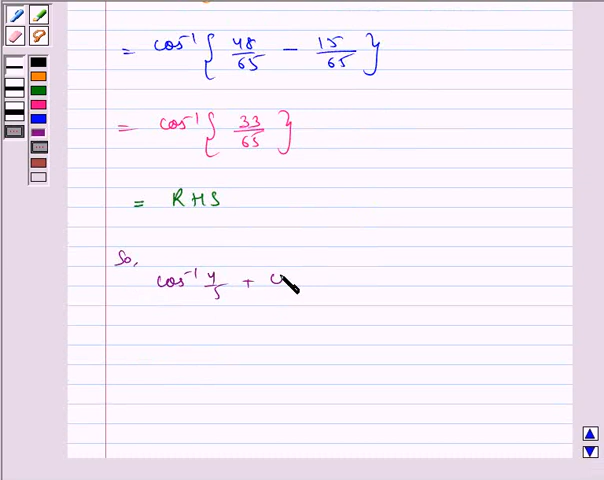 = cos⁻¹ { 48/65 − 15/65 }
= cos⁻¹ { 33/65 }
= RHS
So,
cos⁻¹ 4/5 + c